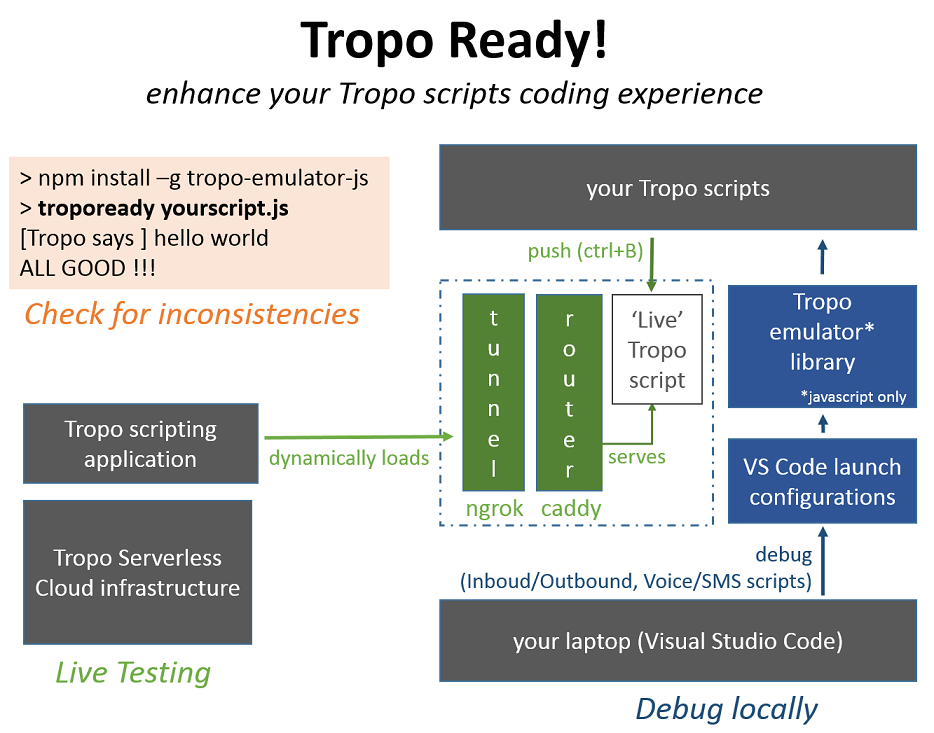 Tropo Ready!
enhance your Tropo scripts coding experience
> npm install –g tropo-emulator-js
> tropoready yourscript.js
[Tropo says ] hello world
ALL GOOD !!!
Check for inconsistencies
your Tropo scripts
push (ctrl+B)
tunnel
router
‘Live’
Tropo
script
serves
ngrok
caddy
Tropo
emulator*
library
*javascript only
VS Code launch
configurations
Tropo scripting
application
dynamically loads
Tropo Serverless
Cloud infrastructure
Live Testing
debug
(Inboud/Outbound, Voice/SMS scripts)
your laptop (Visual Studio Code)
Debug locally